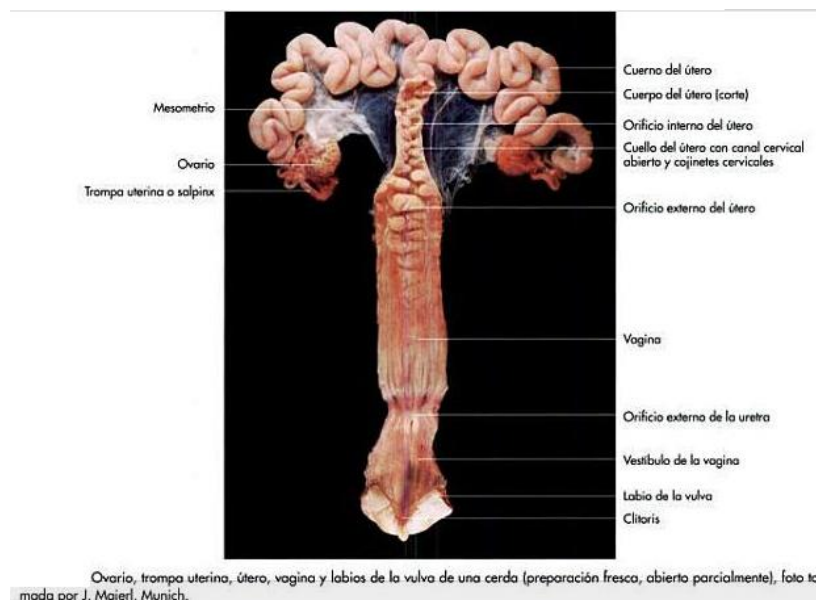 Mesometrio
Ovario
Trompa uterina o salpinx
Cuerno del útero
Cuerpo del útero (corte)
Orificio interno del útero
Cuello del útero con canal cervical
abierto y cojinetes cervicales
Orificio externo del útero
Vagina
Orificio externo de la uretra
Vestíbulo de la vagina
Labio de la vulva
Clítoris
Ovario, trompa uterina, útero, vagina y labios de la vulva de una cerda (preparación fresca, abierto parcialmente), foto to
mada por J. Maierl, Munich.